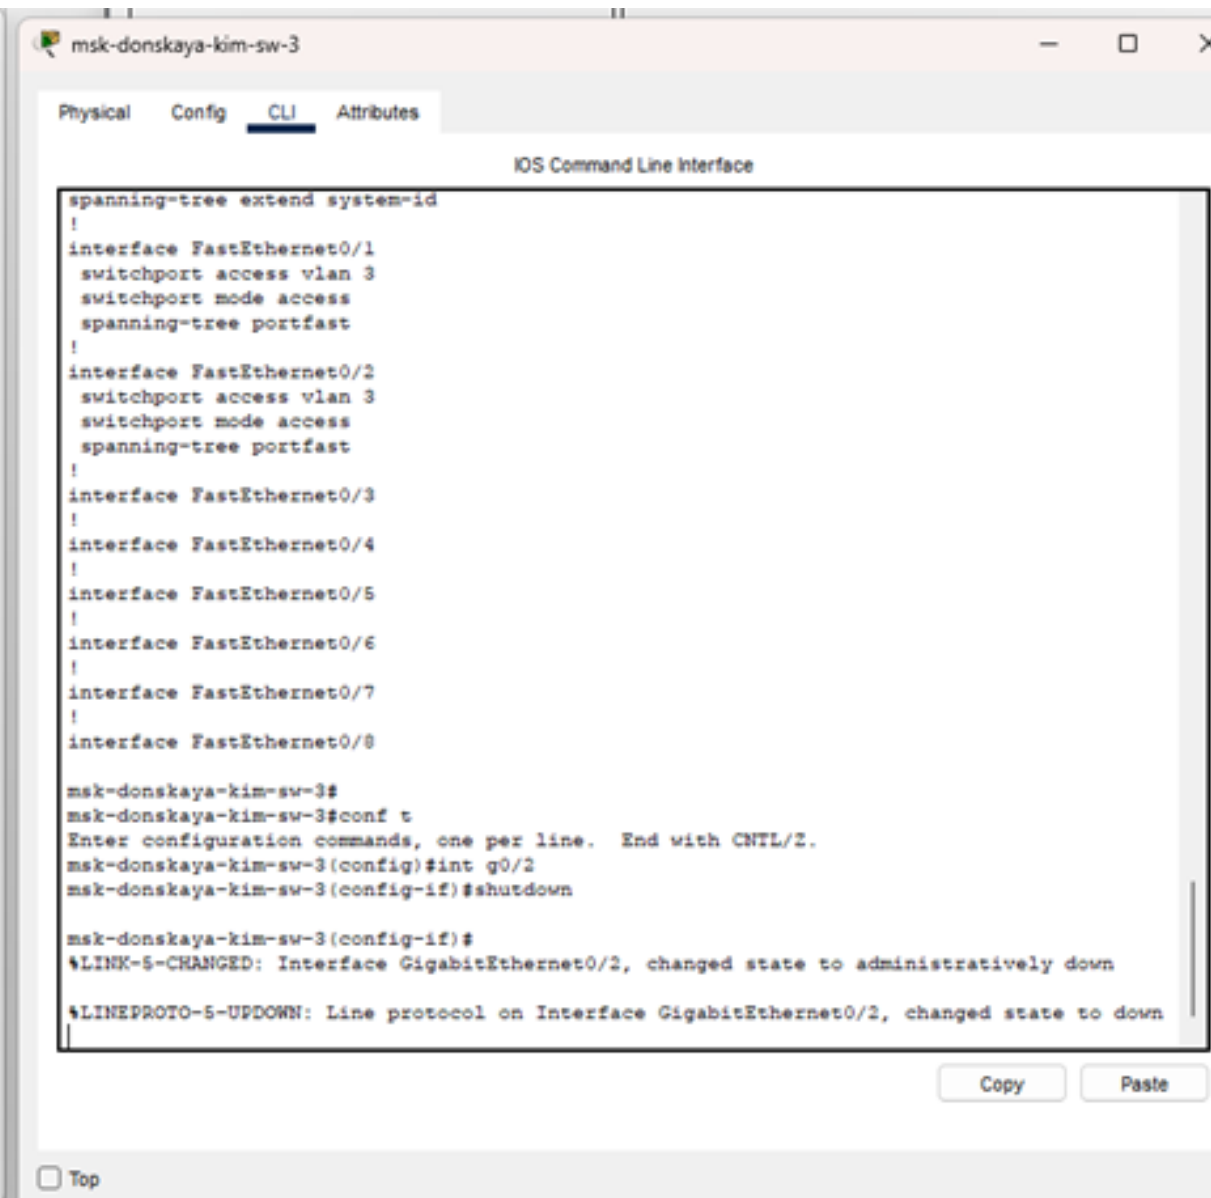 msk-donskaya-kim-sw-3
Physical Config CLI Attributes
IOS Command Line Interface
spanning-tree extend system-id
!
interface FastEthernet0/1
switchport access vlan 3
switchport mode access
spanning-tree portfast
!
interface FastEthernet0/2
switchport access vlan 3
switchport mode access
spanning-tree portfast
!
interface FastEthernet0/3
!
interface FastEthernet0/4
!
interface FastEthernet0/5
!
interface FastEthernet0/6
!
interface FastEthernet0/7
!
interface FastEthernet0/8
msk-donskaya-kim-sw-3#
msk-donskaya-kim-sw-3#conf t
Enter configuration commands, one per line. End with CNTL/Z.
msk-donskaya-kim-sw-3(config)#int g0/2
msk-donskaya-kim-sw-3(config-if)#shutdown
msk-donskaya-kim-sw-3(config-if)#
%LINK-5-CHANGED: Interface GigabitEthernet0/2, changed state to administratively down
%LINEPROTO-5-UPDOWN: Line protocol on Interface GigabitEthernet0/2, changed state to down
Copy Paste
Top